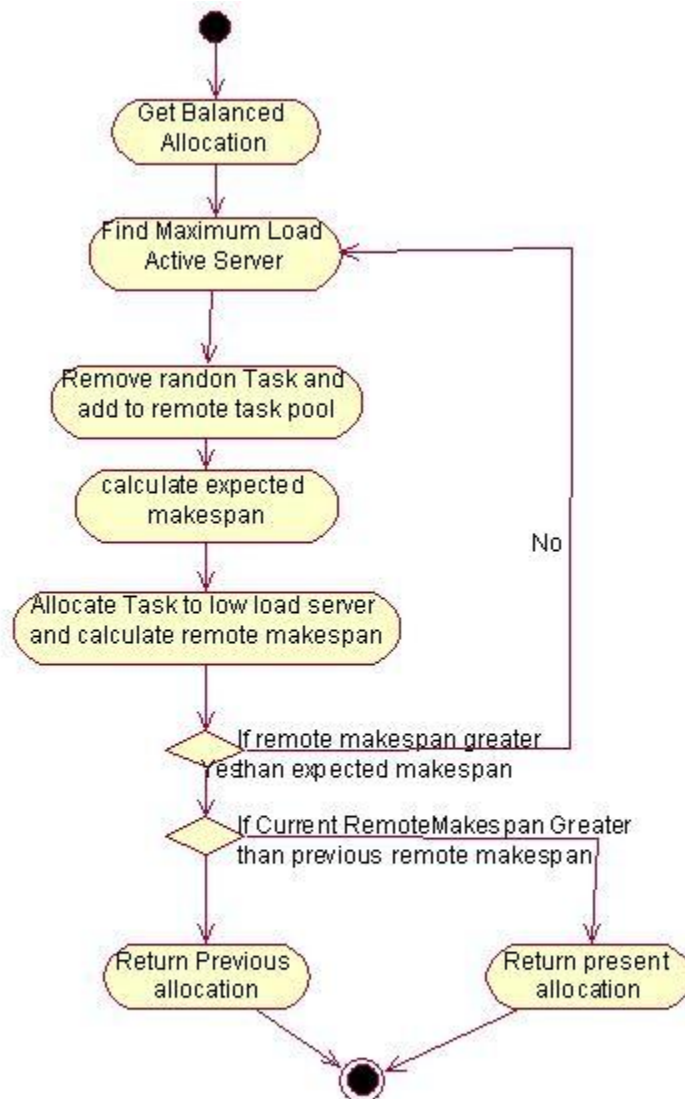 Get Balanced
Allocation
Find Maximum Load
Active Server
Remove randon Task and
add to remote task pool
calculate expected
makespan
No
Allocate Task to low load server
and calculate remote makespan
If remote makespan greater
Yes
than expected makespan
If Current RemoteMakespan Greater
than previous remote makespan
Return Previous
allocation
Return present
allocation